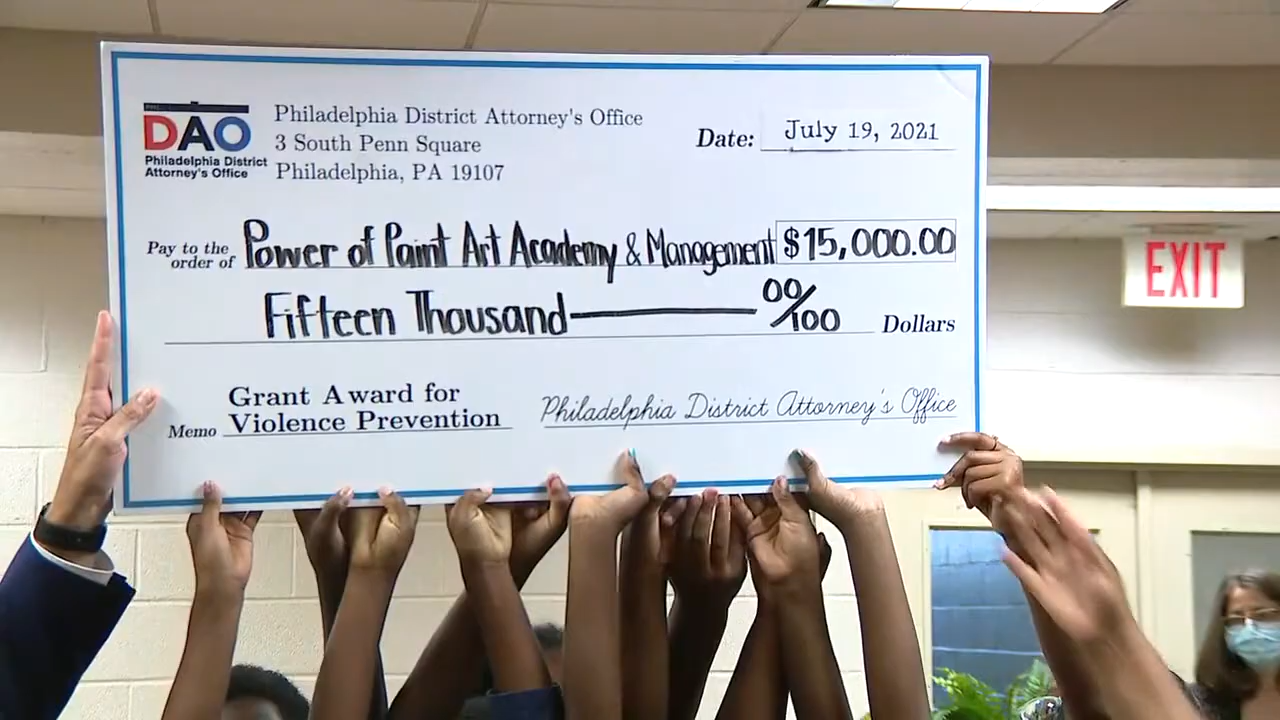 DAO
Philadelphia District
Attorney's Office
Philadelphia District Attorney's Office
3 South Penn Square
Philadelphia, PA 19107
Date: July 19, 2021
Pay to the order of Power of Paint Art Academy & Management $15,000.00
Fifteen Thousand 00/100 Dollars
Memo Grant Award for
Violence Prevention
Philadelphia District Attorney's Office
EXIT